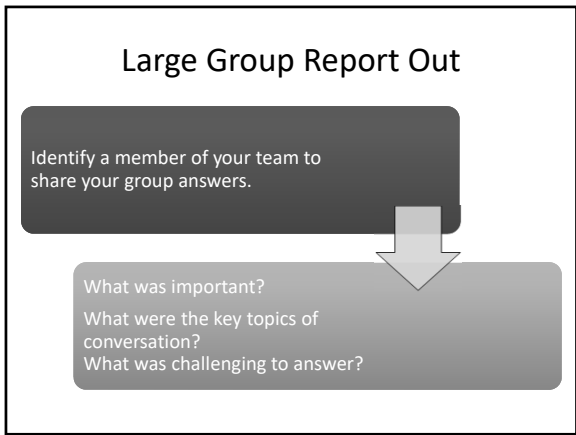 Large Group Report Out
Identify a member of your team to
share your group answers.
What was important?
What were the key topics of
conversation?
What was challenging to answer?